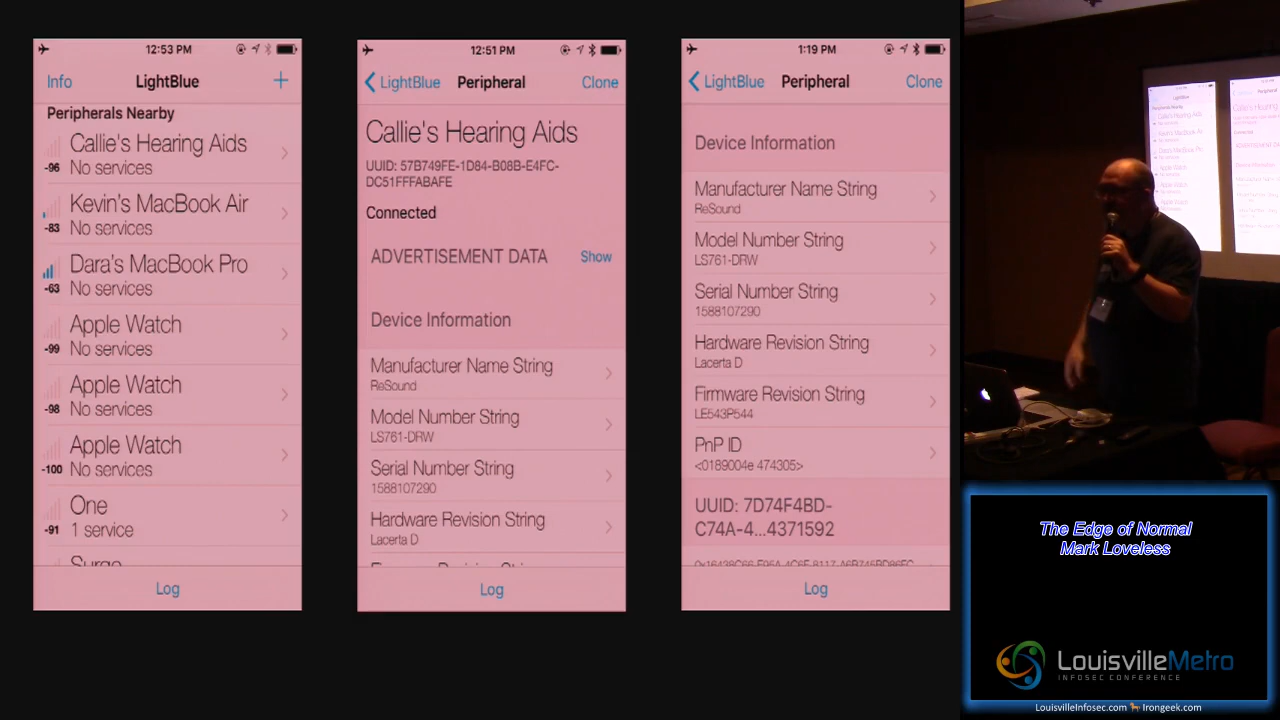 12:53 PM
Info
LightBlue
+
Peripherals Nearby
Callie's Hearing Aids
-96
No services
Kevin's MacBook Air
-83
No services
Dara's MacBook Pro
-63
No services
Apple Watch
-99
No services
Apple Watch
-98
No services
Apple Watch
-100
No services
One
-91
1 service
Surge
Log
12:51 PM
LightBlue
Peripheral
Clone
Callie's Hearing Aids
UUID: 57B749FE-1D84-B08B-E4FC-
DC51FFFABAFE
Connected
ADVERTISEMENT DATA
Show
Device Information
Manufacturer Name String
ReSound
Model Number String
LS761-DRW
Serial Number String
1588107290
Hardware Revision String
Lacerta D
Log
1:19 PM
LightBlue
Peripheral
Clone
Device Information
Manufacturer Name String
ReSound
Model Number String
LS761-DRW
Serial Number String
1588107290
Hardware Revision String
Lacerta D
Firmware Revision String
LE543P544
PnP ID
<0189004e 474305>
UUID: 7D74F4BD-
C74A-4...4371592
Log
The Edge of Normal
Mark Loveless
LouisvilleMetro
INFOSEC CONFERENCE
LouisvilleInfosec.com
Irongeek.com